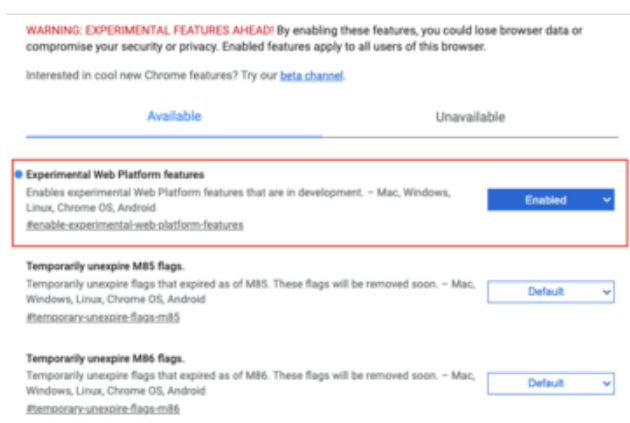 WARNING: EXPERIMENTAL FEATURES AHEAD! By enabling these features, you could lose browser data or
compromise your security or privacy. Enabled features apply to all users of this browser.
Interested in cool new Chrome features? Try our beta channel.
Available
Unavailable
Experimental Web Platform features
Enables experimental Web Platform features that are in development. – Mac, Windows,
Linux, Chrome OS, Android
#enable-experimental-web-platform-features
Enabled
Temporarily unexpire M85 flags.
Temporarily unexpire flags that expired as of M85. These flags will be removed soon. – Mac,
Windows, Linux, Chrome OS, Android
#temporary-unexpire-flags-m85
Default
Temporarily unexpire M86 flags.
Temporarily unexpire flags that expired as of M86. These flags will be removed soon. – Mac,
Windows, Linux, Chrome OS, Android
#temporary-unexpire-flags-m86
Default